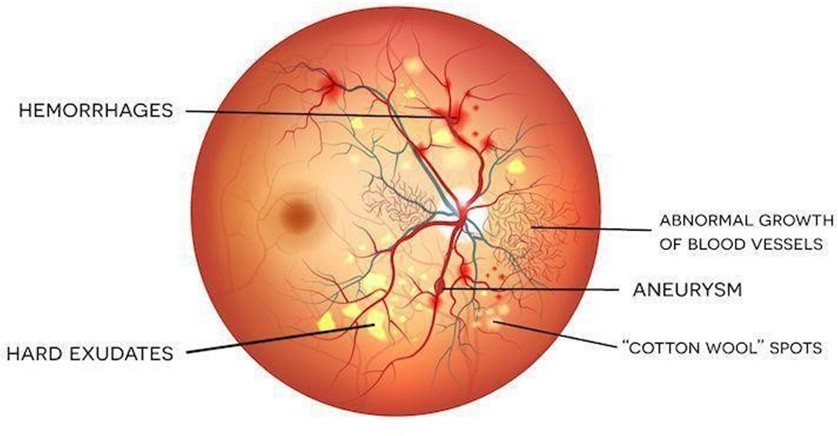 HEMORRHAGES
ABNORMAL GROWTH
OF BLOOD VESSELS
ANEURYSM
HARD EXUDATES
"COTTON WOOL" SPOTS